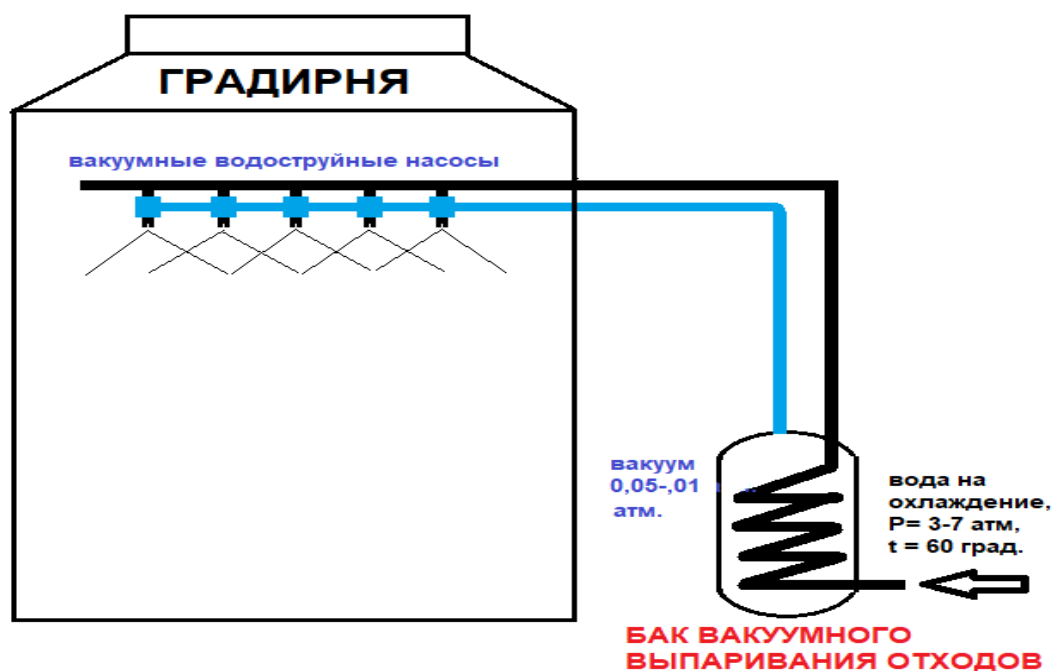 ГРАДИРНЯ
вакуумные водоструйные насосы
вакуум
0,05-,01
атм.
вода на
охлаждение,
P= 3-7 атм,
t = 60 град.
БАК ВАКУУМНОГО
ВЫПАРИВАНИЯ ОТХОДОВ